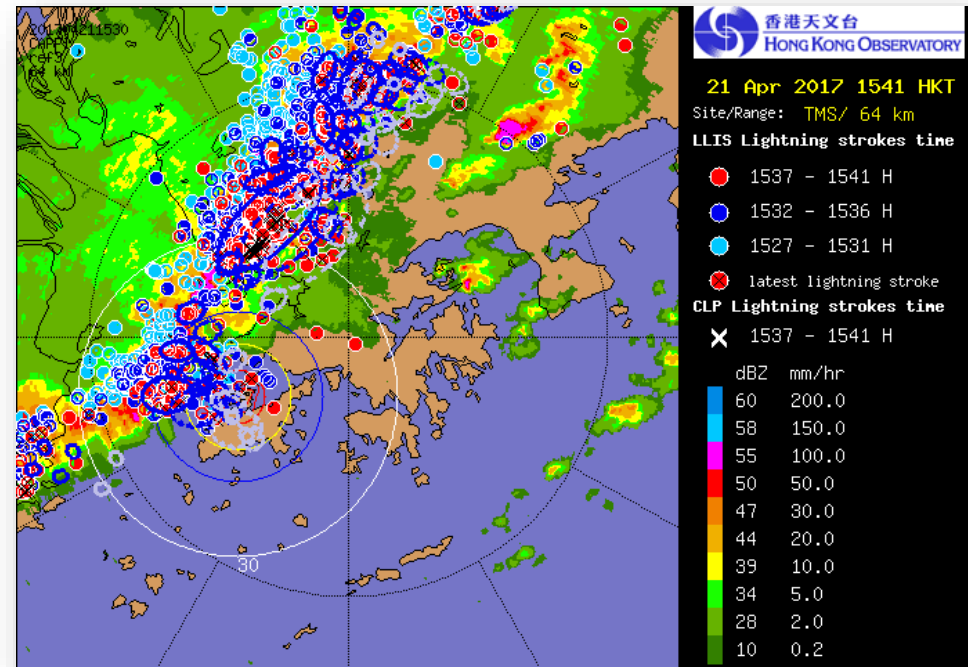 201704211530
64 km
30
香港天文台
HONG KONG OBSERVATORY
21 Apr 2017 1541 HKT
Site/Range: TMS/ 64 km
LLIS Lightning strokes time
1537 - 1541 H
1532 - 1536 H
1527 - 1531 H
latest lightning stroke
CLP Lightning strokes time
1537 - 1541 H
dBZ mm/hr
60 200.0
58 150.0
55 100.0
50 50.0
47 30.0
44 20.0
39 10.0
34 5.0
28 2.0
10 0.2